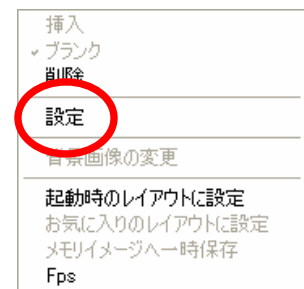 挿入
ブランク
削除
設定
背景画像の変更
起動時のレイアウトに設定
お気に入りのレイアウトに設定
メモリイメージへ一時保存
Fps